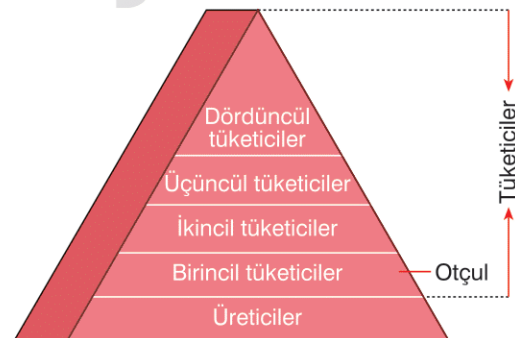 Dördüncül
tüketiciler
Üçüncül tüketiciler
İkincil tüketiciler
Birincil tüketiciler
Otçul
Üreticiler
Tüketiciler